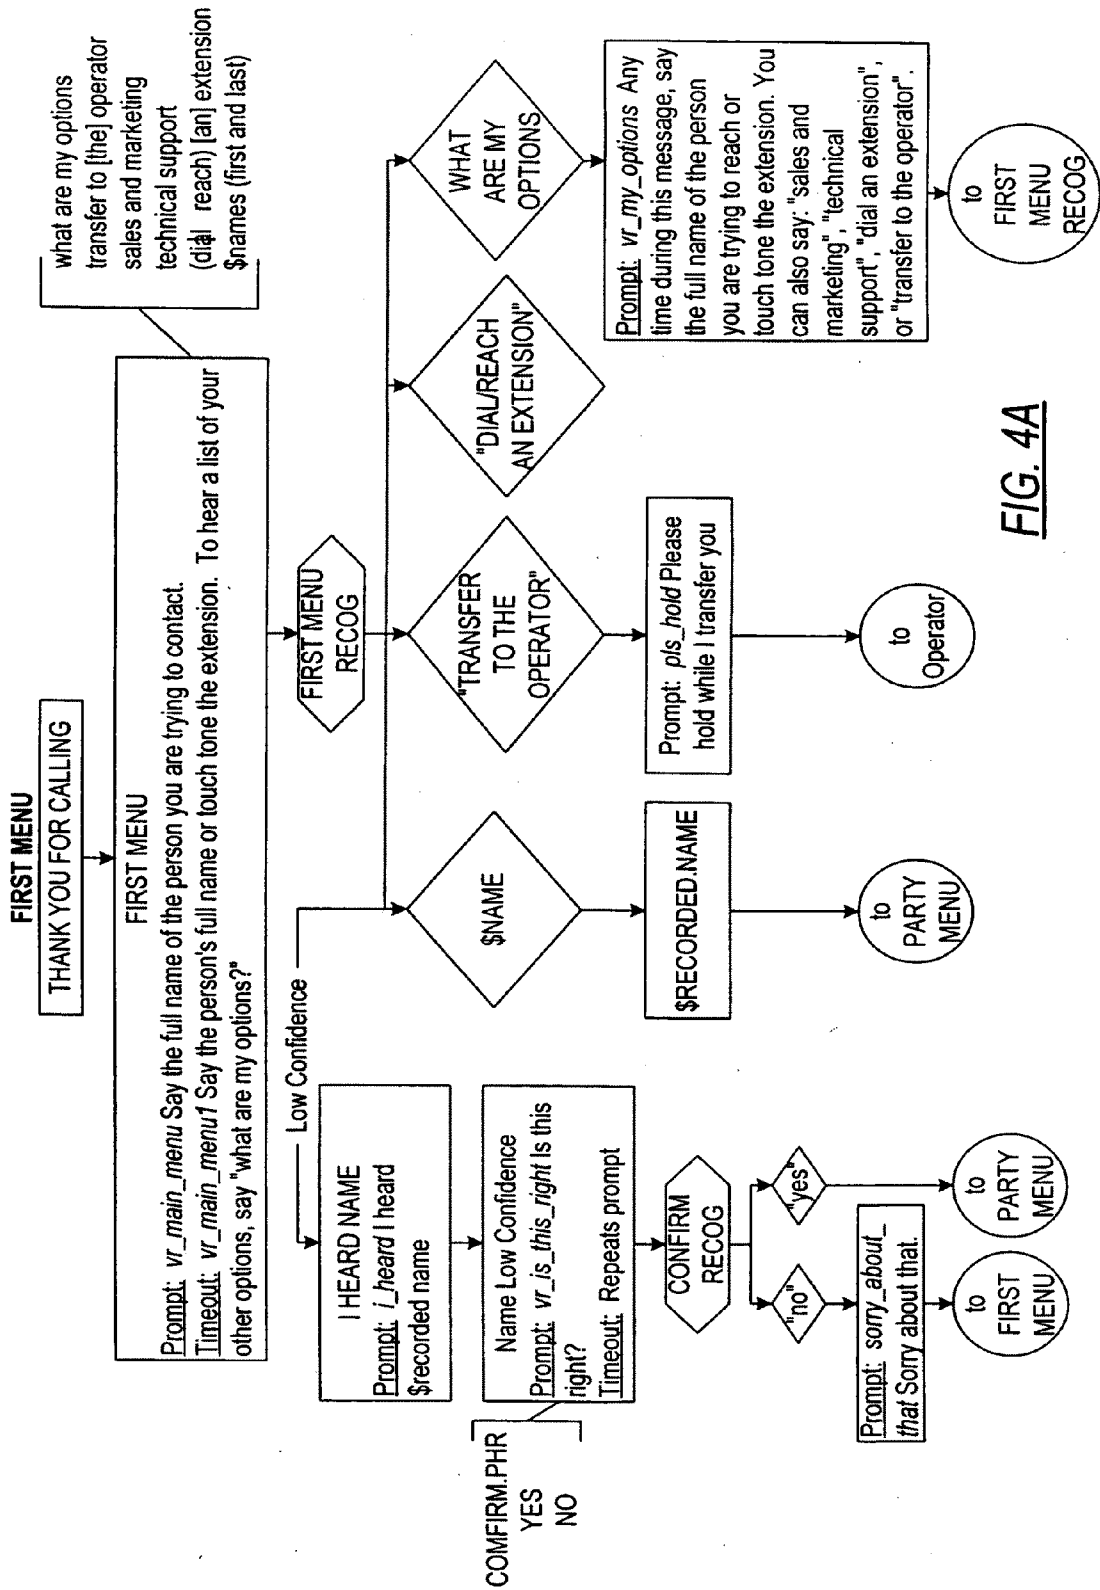 FIRST MENU
THANK YOU FOR CALLING
what are my options
transfer to [the] operator
sales and marketing
technical support
(dial reach) [an] extension
$names (first and last)
FIRST MENU
Prompt: vr_main_menu Say the full name of the person you are trying to contact.
Timeout: vr_main_menu1 Say the person's full name or touch tone the extension. To hear a list of your
other options, say "what are my options?"
FIRST MENU
RECOG
Low Confidence
I HEARD NAME
Prompt: i_heard I heard
$recorded name
COMFIRM.PHR
YES
NO
Name Low Confidence
Prompt: vr_is_this_right Is this
right?
Timeout: Repeats prompt
CONFIRM
RECOG
"no"
"yes"
Prompt: sorry_about_
that Sorry about that.
to
FIRST
MENU
to
PARTY
MENU
$NAME
$RECORDED.NAME
to
PARTY
MENU
"TRANSFER
TO THE
OPERATOR"
Prompt: pls_hold Please
hold while I transfer you
to
Operator
"DIAL/REACH
AN EXTENSION"
WHAT
ARE MY
OPTIONS
Prompt: vr_my_options Any
time during this message, say
the full name of the person
you are trying to reach or
touch tone the extension. You
can also say: "sales and
marketing", "technical
support", "dial an extension",
or "transfer to the operator".
to
FIRST
MENU
RECOG
FIG. 4A